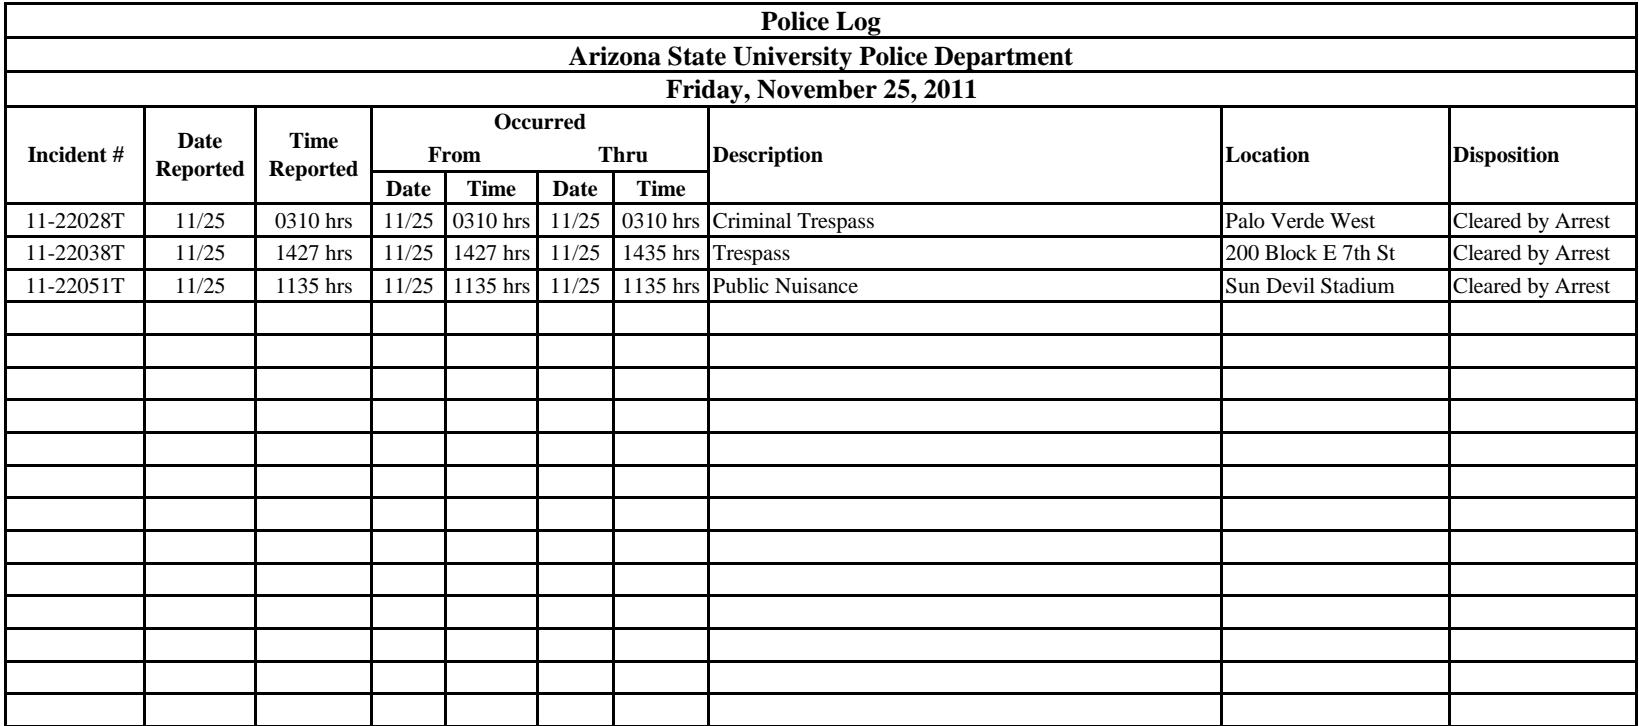 Police Log
Arizona State University Police Department
Friday, November 25, 2011
Incident # Date Reported Time Reported Occurred From Thru Description Location Disposition
Date Time Date Time
11-22028T 11/25 0310 hrs 11/25 0310 hrs 11/25 0310 hrs Criminal Trespass Palo Verde West Cleared by Arrest
11-22038T 11/25 1427 hrs 11/25 1427 hrs 11/25 1435 hrs Trespass 200 Block E 7th St Cleared by Arrest
11-22051T 11/25 1135 hrs 11/25 1135 hrs 11/25 1135 hrs Public Nuisance Sun Devil Stadium Cleared by Arrest